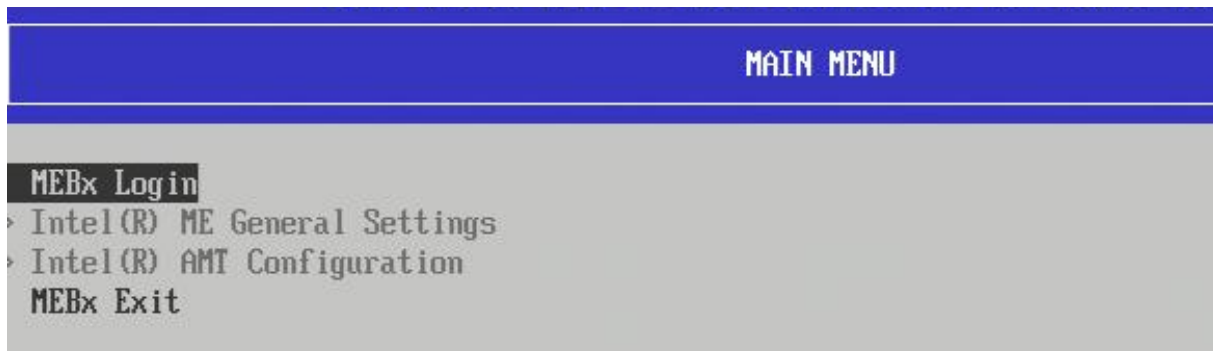 MAIN MENU
MEBx Login
> Intel(R) ME General Settings
> Intel(R) AMT Configuration
MEBx Exit